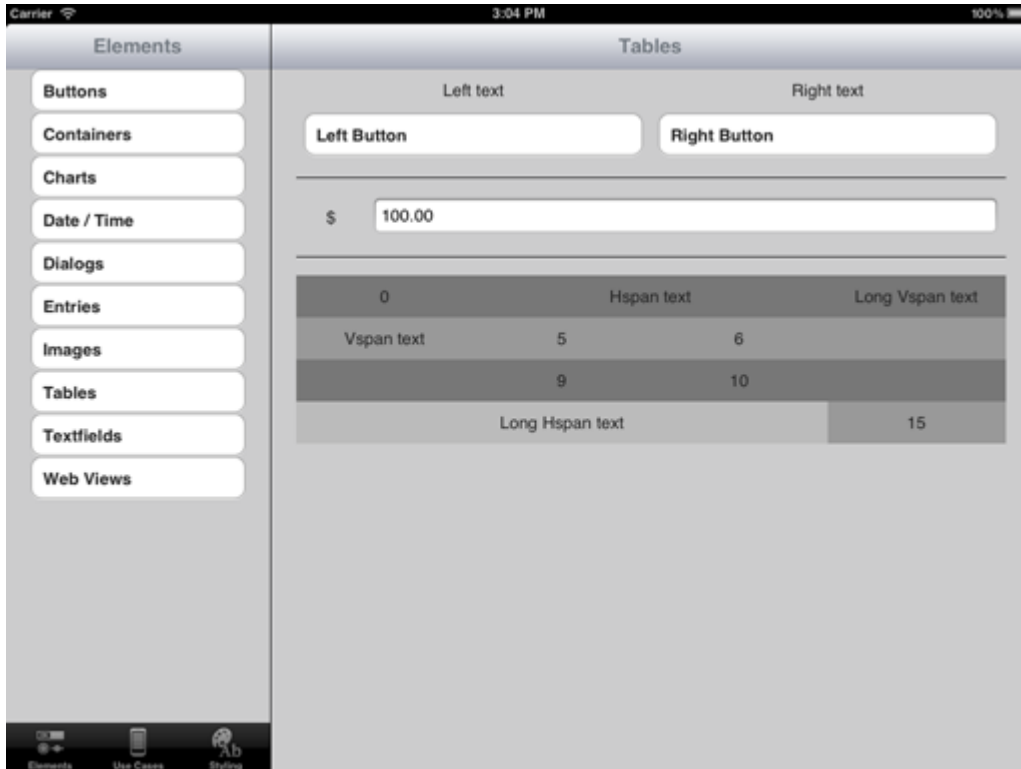 Carrier 3:04 PM 100%
Elements
Buttons
Containers
Charts
Date / Time
Dialogs
Entries
Images
Tables
Textfields
Web Views
ON
Ab
Elements Use Cases Styling
Tables
Left text Right text
Left Button Right Button
$ 100.00
0 Hspan text Long Vspan text
Vspan text 5 6
9 10
Long Hspan text 15